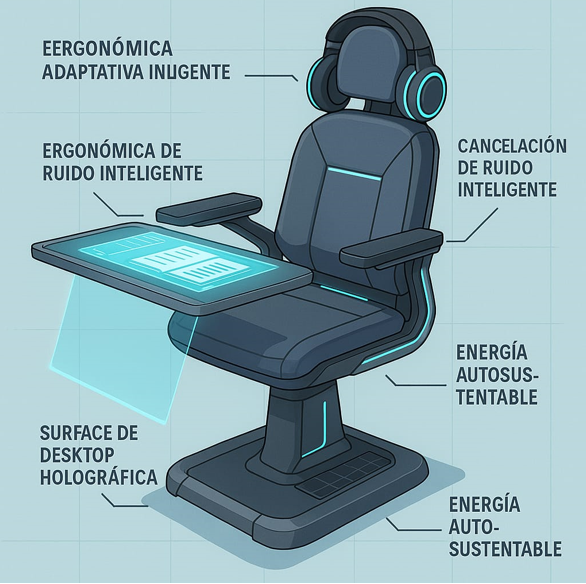 EERGONÓMICA
ADAPTATIVA INLIGENTE
ERGONÓMICA DE
RUIDO INTELIGENTE
CANCELACIÓN
DE RUIDO
INTELIGENTE
ENERGÍA
AUTOSUS-
TENTABLE
SURFACE DE
DESKTOP
HOLOGRÁFICA
ENERGÍA
AUTO-
SUSTENTABLE